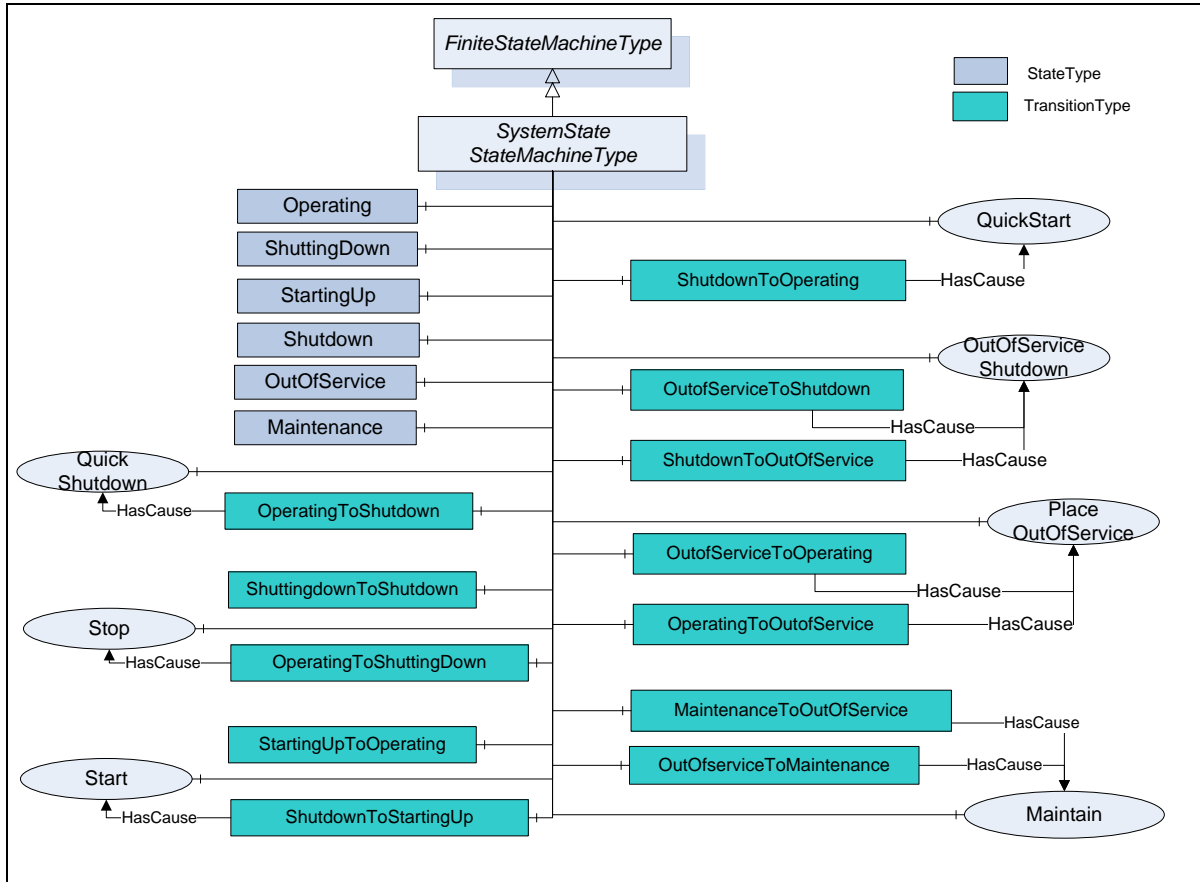 FiniteStateMachineType
StateType
TransitionType
SystemState
StateMachineType
Operating
ShuttingDown
StartingUp
Shutdown
OutOfService
Maintenance
Quick
Shutdown
HasCause
OperatingToShutdown
ShuttingdownToShutdown
Stop
HasCause
OperatingToShuttingDown
StartingUpToOperating
Start
HasCause
ShutdownToStartingUp
QuickStart
ShutdownToOperating
HasCause
OutOfService
Shutdown
OutofServiceToShutdown
HasCause
ShutdownToOutOfService
HasCause
Place
OutOfService
OutofServiceToOperating
HasCause
OperatingToOutofService
HasCause
MaintenanceToOutOfService
HasCause
OutOfserviceToMaintenance
HasCause
Maintain